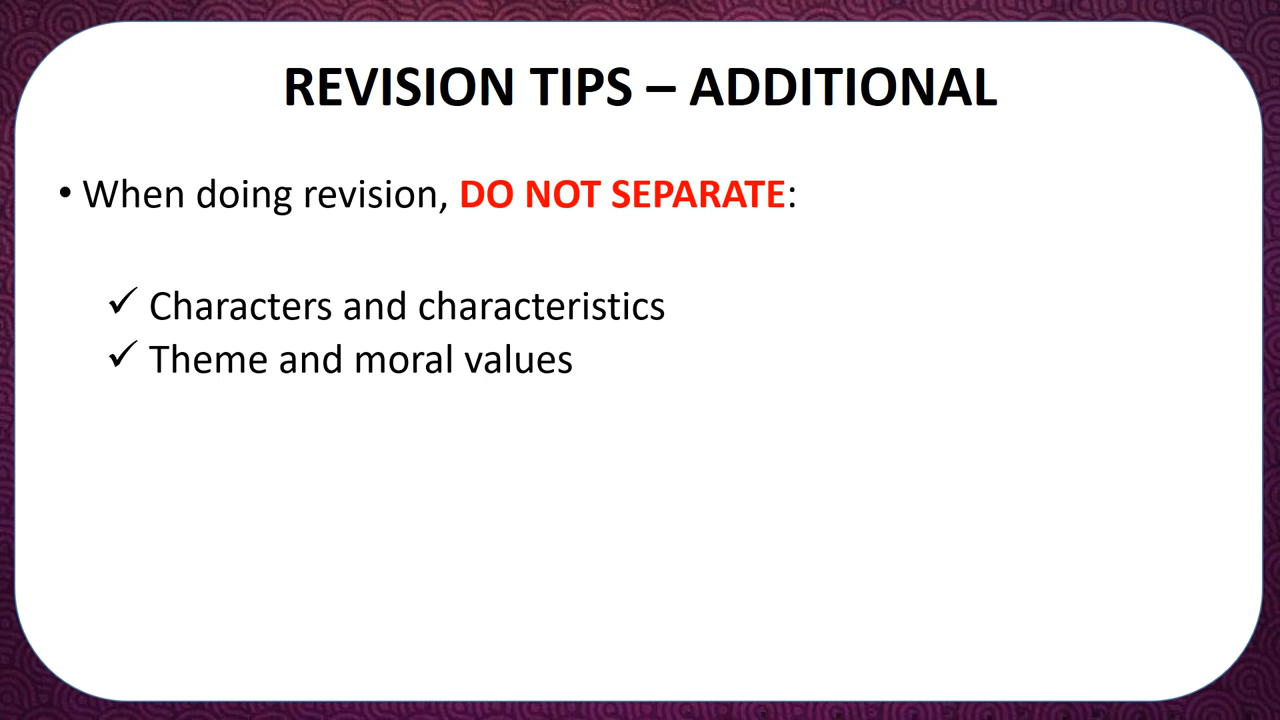 REVISION TIPS – ADDITIONAL
• When doing revision, DO NOT SEPARATE:
✓ Characters and characteristics
✓ Theme and moral values